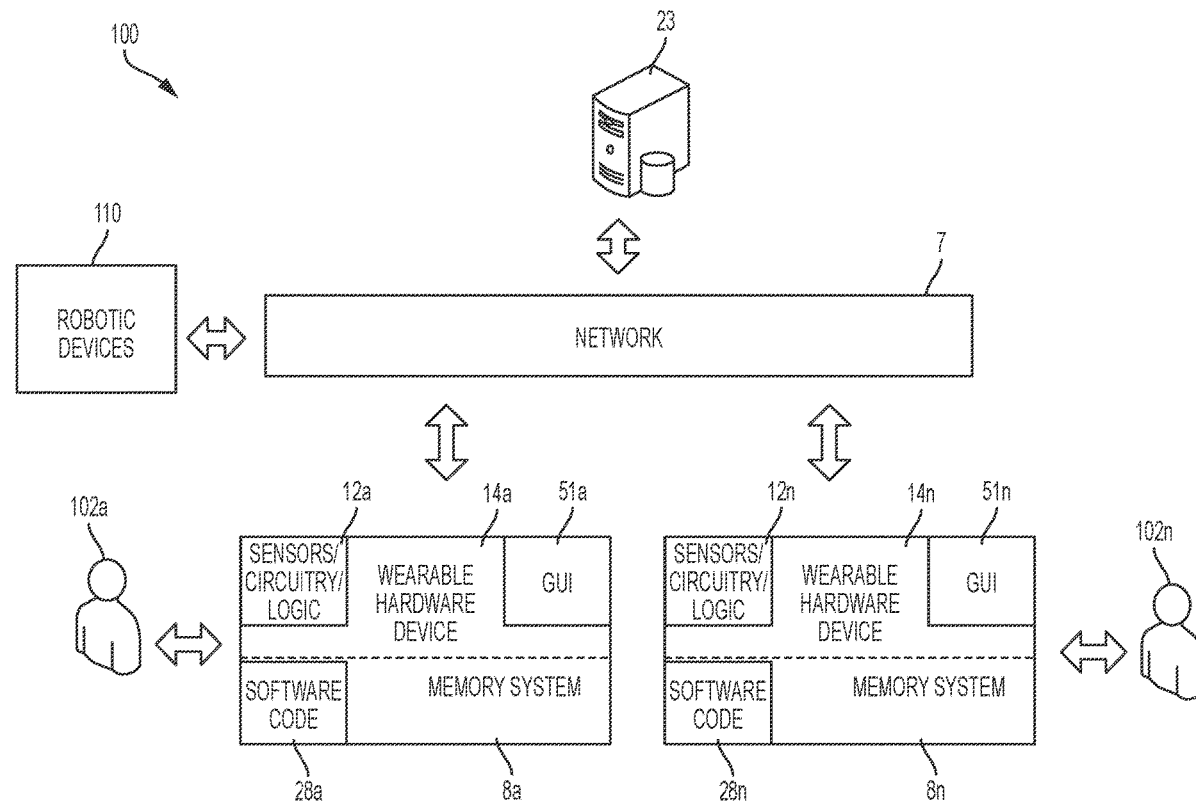 100
23
110
7
ROBOTIC
DEVICES
NETWORK
102a
12a
14a
51a
12n
14n
51n
102n
SENSORS/
CIRCUITRY/
LOGIC
WEARABLE
HARDWARE
DEVICE
GUI
SENSORS/
CIRCUITRY/
LOGIC
WEARABLE
HARDWARE
DEVICE
GUI
SOFTWARE
CODE
MEMORY SYSTEM
SOFTWARE
CODE
MEMORY SYSTEM
28a
8a
28n
8n